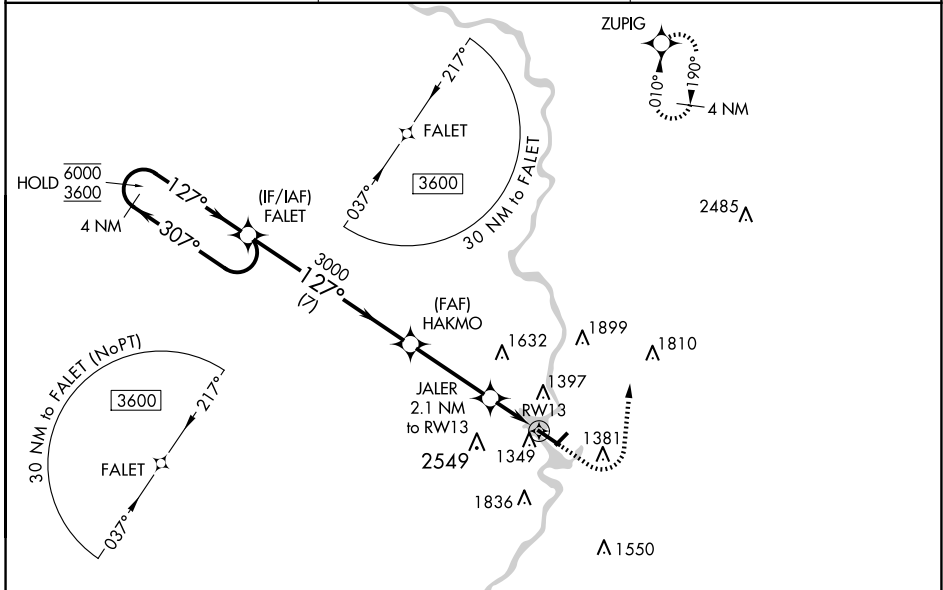 ZUPIG
010°
190°
4 NM
217°
FALET
3600
037°
30 NM to FALET
HOLD 6000
3600
4 NM
127°
307°
(IF/IAF)
FALET
3000
127°
(7)
(FAF)
HAKMO
2485
1632
1899
1810
JALER
2.1 NM
to RW13
1397
RW13
2549
1349
1381
1836
1550
30 NM to FALET (NoPT)
3600
217°
FALET
037°